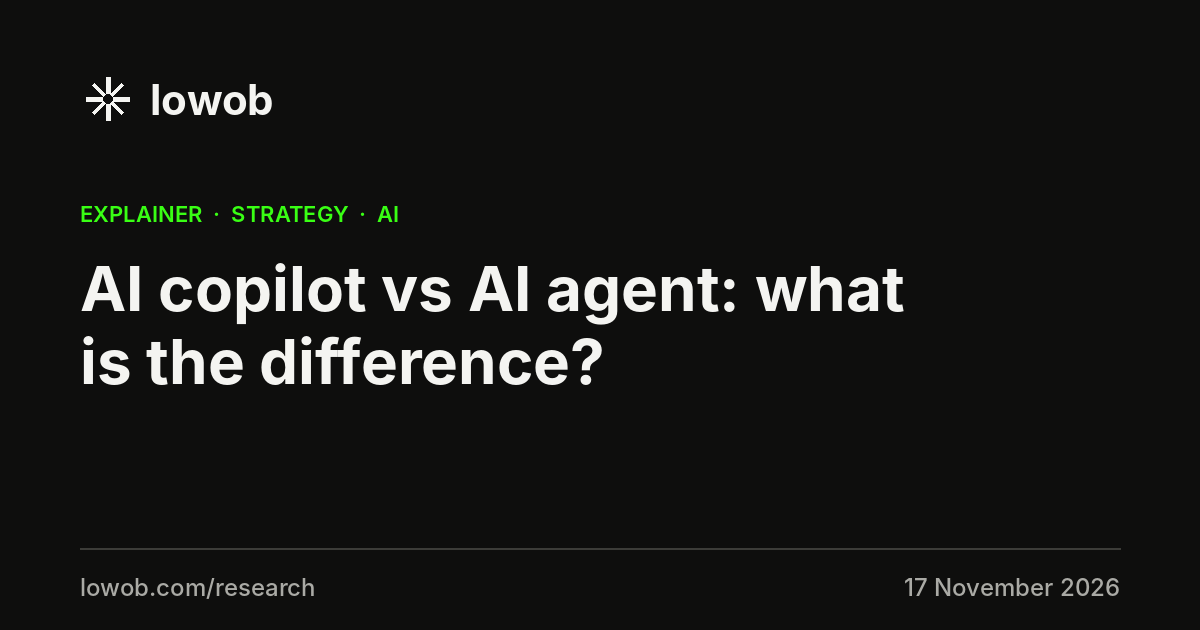 lowob
EXPLAINER · STRATEGY · AI
AI copilot vs AI agent: what
is the difference?
lowob.com/research
17 November 2026